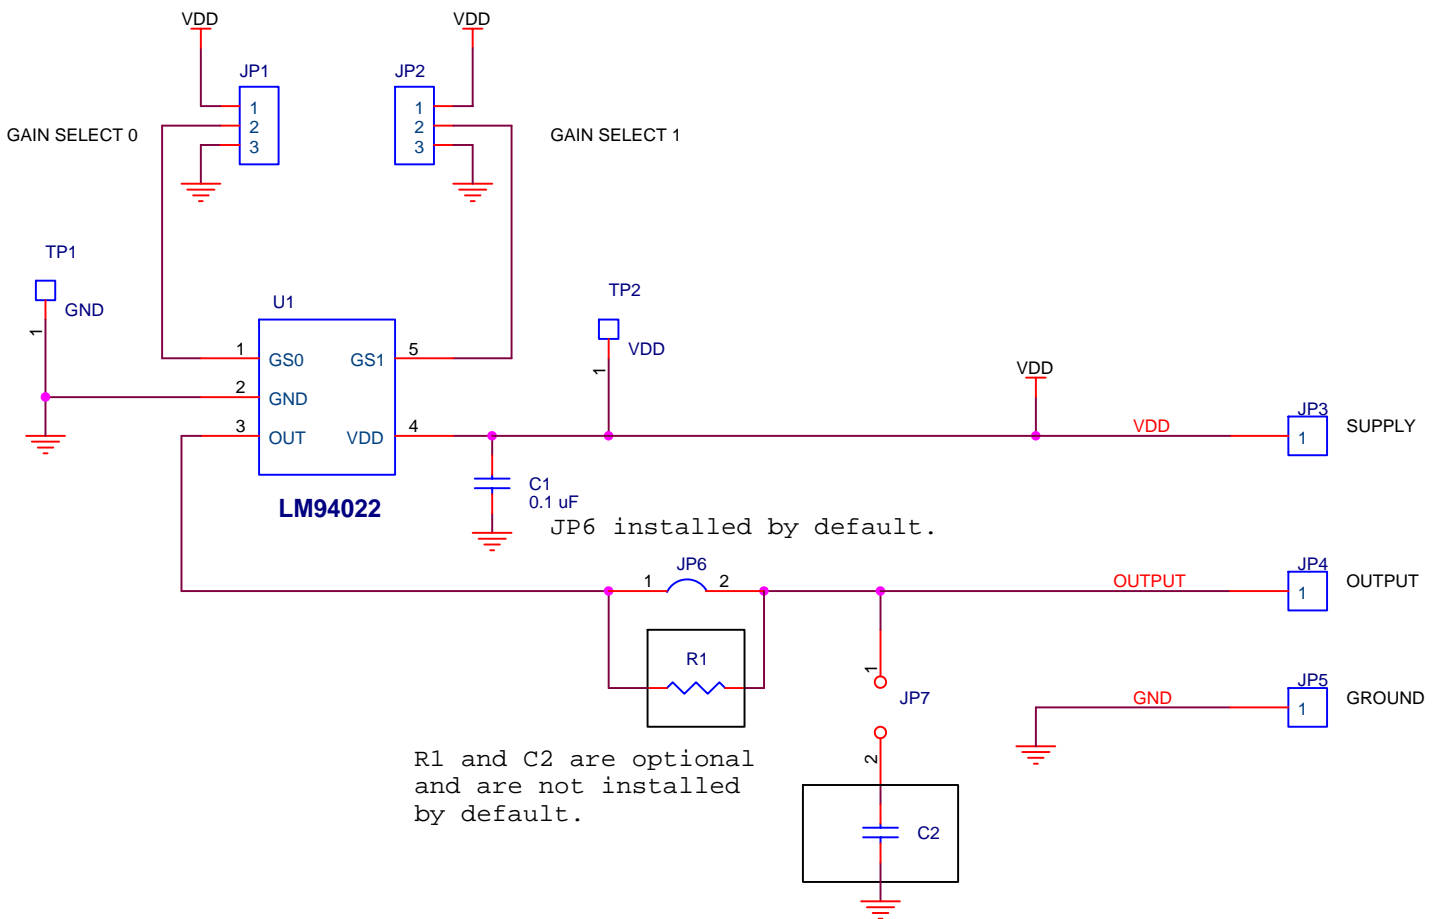 VDD
VDD
JP1
JP2
1
2
3
1
2
3
GAIN SELECT 0
GAIN SELECT 1
TP1
GND
1
U1
TP2
VDD
1
1
GS0
GS1
5
2
GND
3
OUT
VDD
4
LM94022
VDD
VDD
JP3
1
SUPPLY
C1
0.1 uF
JP6 installed by default.
JP6
1
2
OUTPUT
JP4
1
OUTPUT
R1
1
JP7
2
GND
JP5
1
GROUND
R1 and C2 are optional
and are not installed
by default.
C2